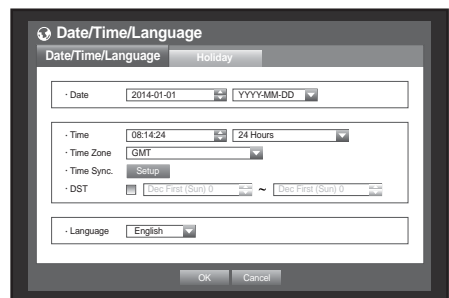 Date/Time/Language
Date/Time/Language Holiday
· Date 2014-01-01 YYYY-MM-DD
· Time 08:14:24 24 Hours
· Time Zone GMT
· Time Sync. Setup
· DST Dec First (Sun) 0 ~ Dec First (Sun) 0
· Language English
OK Cancel